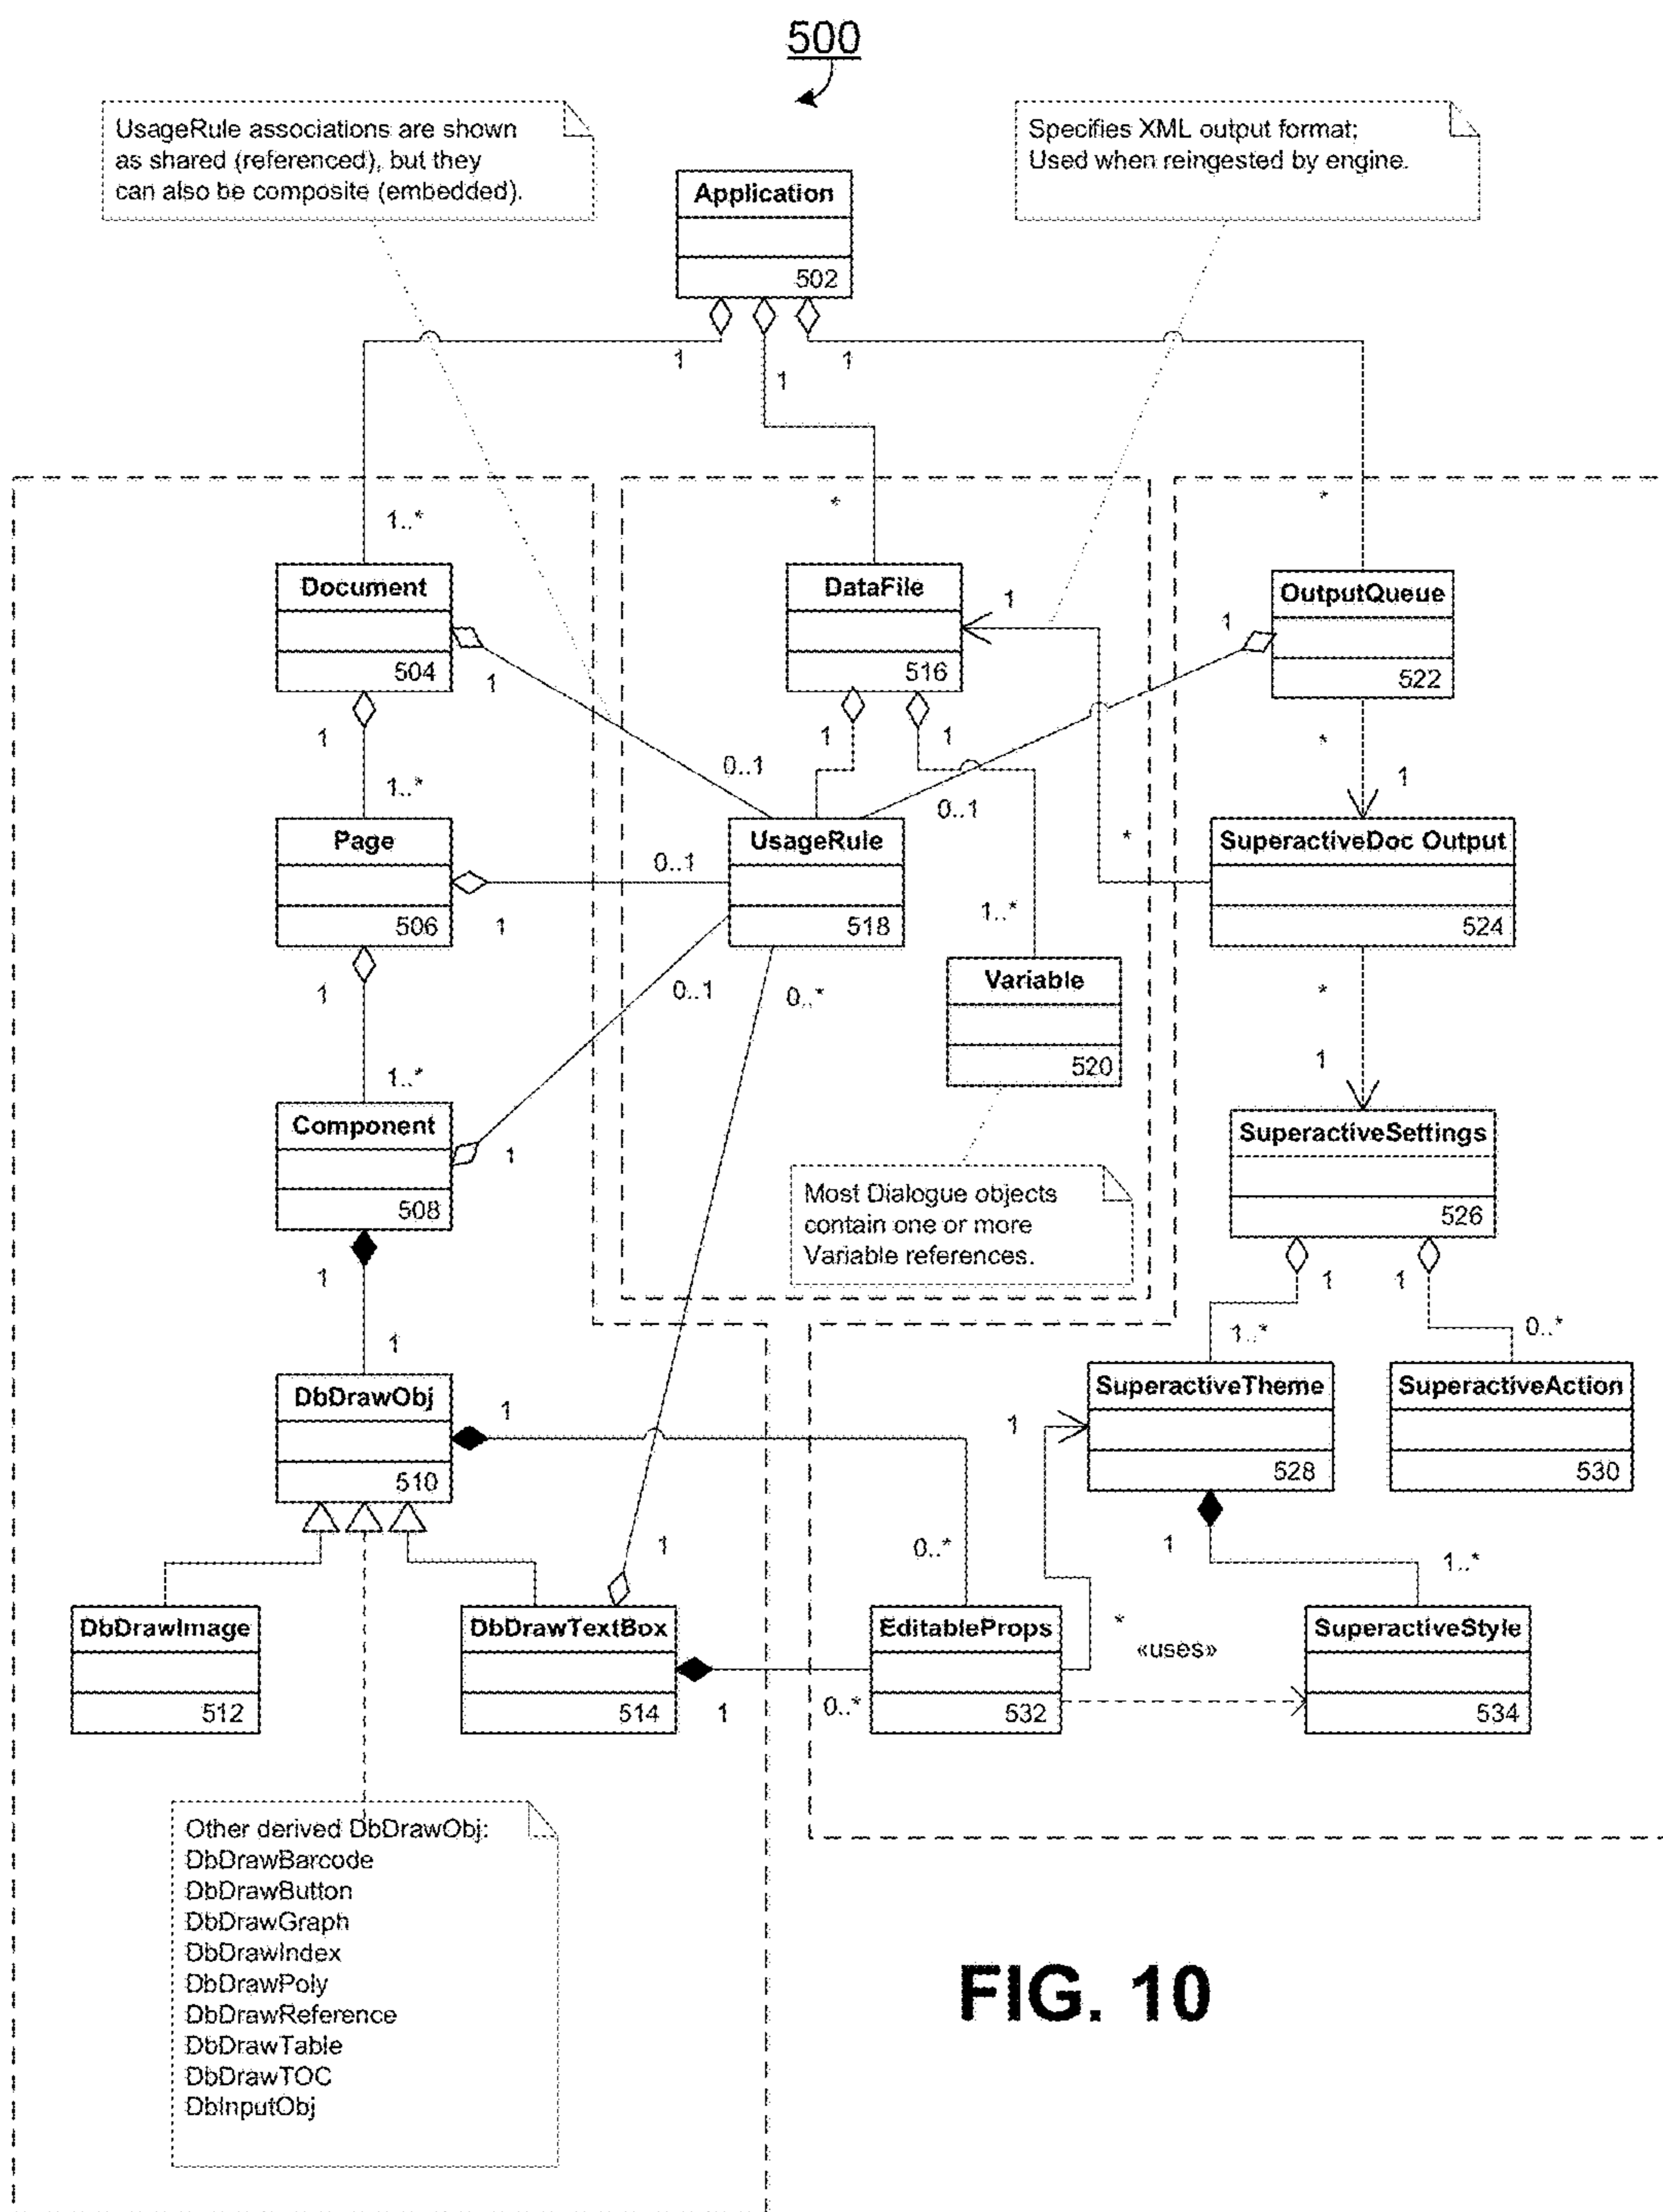 500
UsageRule associations are shown
as shared (referenced), but they
can also be composite (embedded).
Specifies XML output format;
Used when reingested by engine.
Application
502
1
1
1
1..*
*
*
Document
504
DataFile
516
1
OutputQueue
522
1
1
1
1
1
*
1
1..*
0..1
0..1
Page
506
0..1
1
UsageRule
518
*
SuperactiveDoc Output
524
1..*
1
0..1
0..*
Variable
520
*
1
1..*
Component
508
1
Most Dialogue objects
contain one or more
Variable references.
SuperactiveSettings
526
1
1
1
1
1..*
0..*
DbDrawObj
510
1
SuperactiveTheme
528
1
SuperactiveAction
530
1
0..*
1
1..*
DbDrawImage
512
DbDrawTextBox
514
1
0..*
EditableProps
532
*
«uses»
SuperactiveStyle
534
Other derived DbDrawObj:
DbDrawBarcode
DbDrawButton
DbDrawGraph
DbDrawIndex
DbDrawPoly
DbDrawReference
DbDrawTable
DbDrawTOC
DbInputObj
FIG. 10